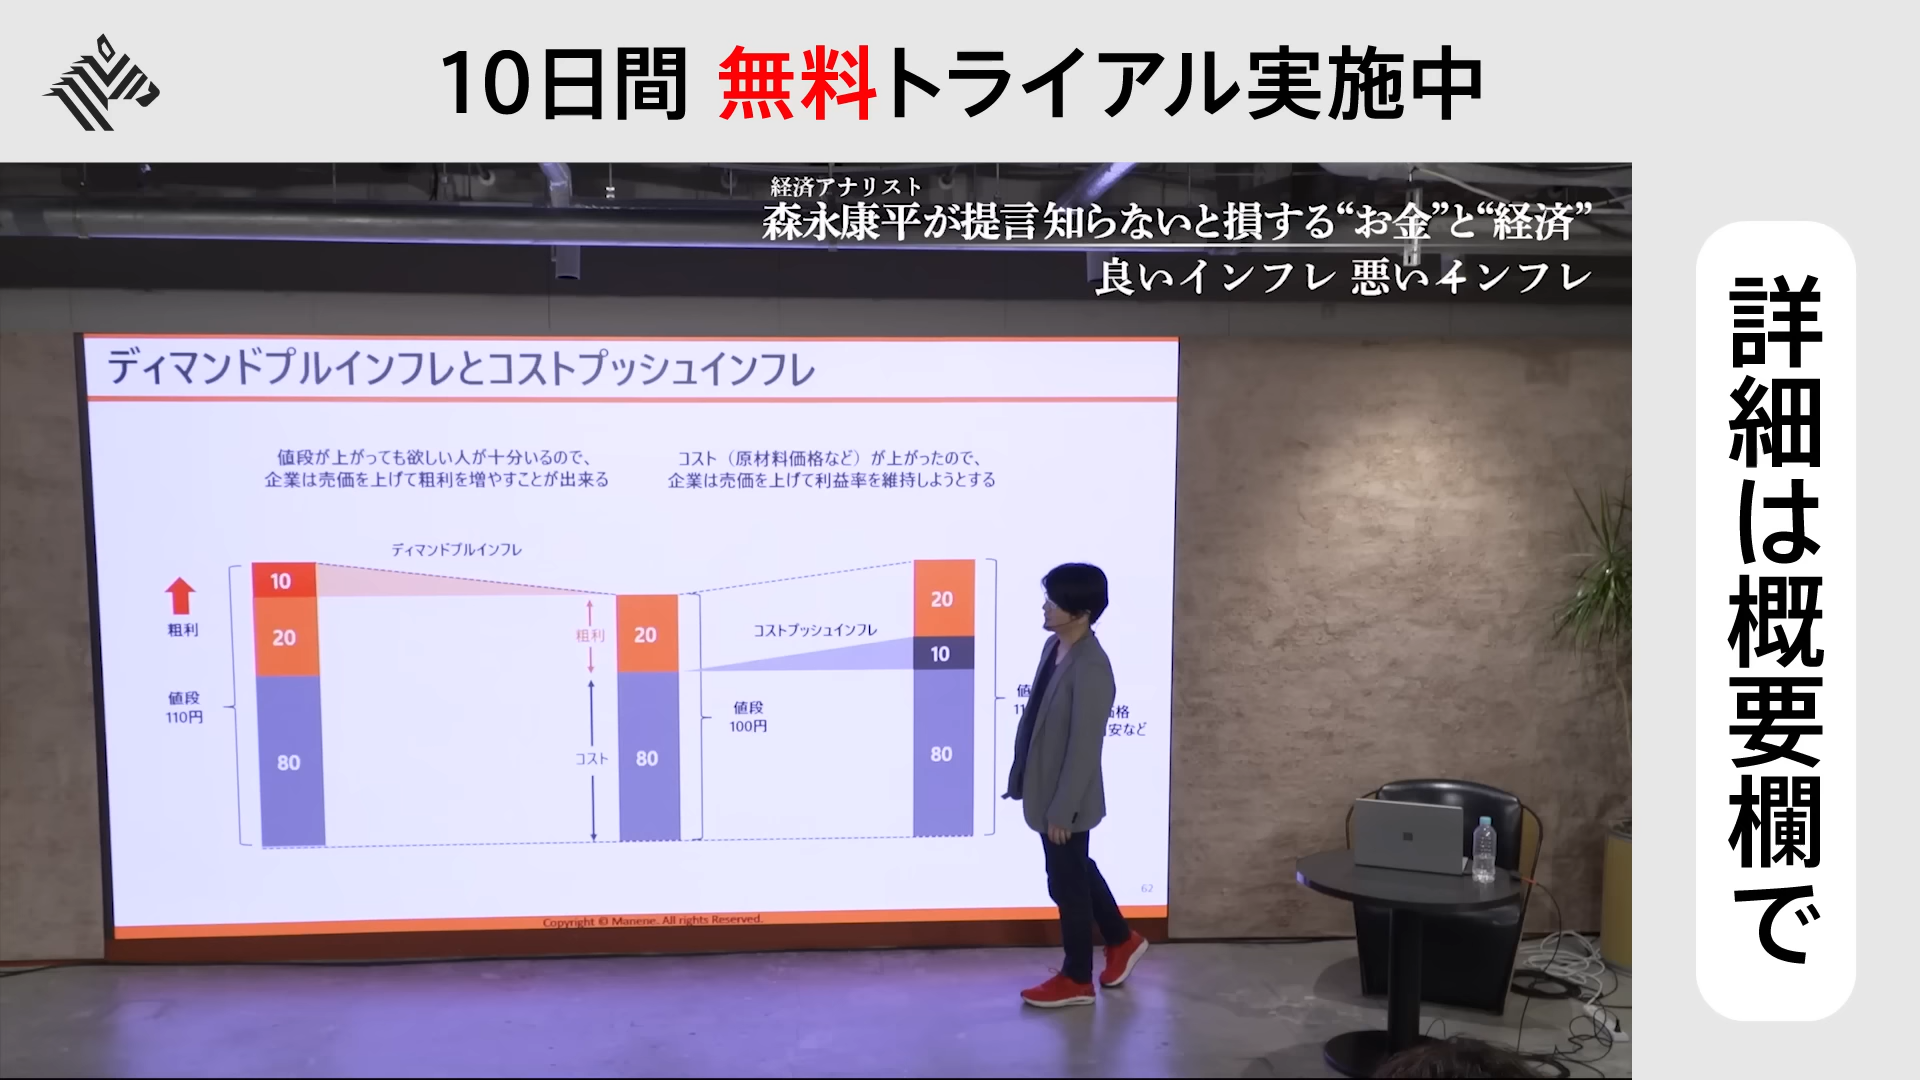 10日間 無料トライアル実施中
経済アナリスト
森永康平が提言 知らないと損する“お金”と“経済”
良いインフレ 悪いインフレ
詳細は概要欄で
ディマンドプルインフレとコストプッシュインフレ
値段が上がっても欲しい人が十分いるので、
企業は売価を上げて粗利を増やすことが出来る
コスト（原材料価格など）が上がったので、
企業は売価を上げて利益率を維持しようとする
ディマンドプルインフレ
10
20
80
粗利
値段
110円
粗利
コスト
20
80
値段
100円
コストプッシュインフレ
20
10
80
値
11
価格
安など
62
Copyright © Manene. All rights Reserved.